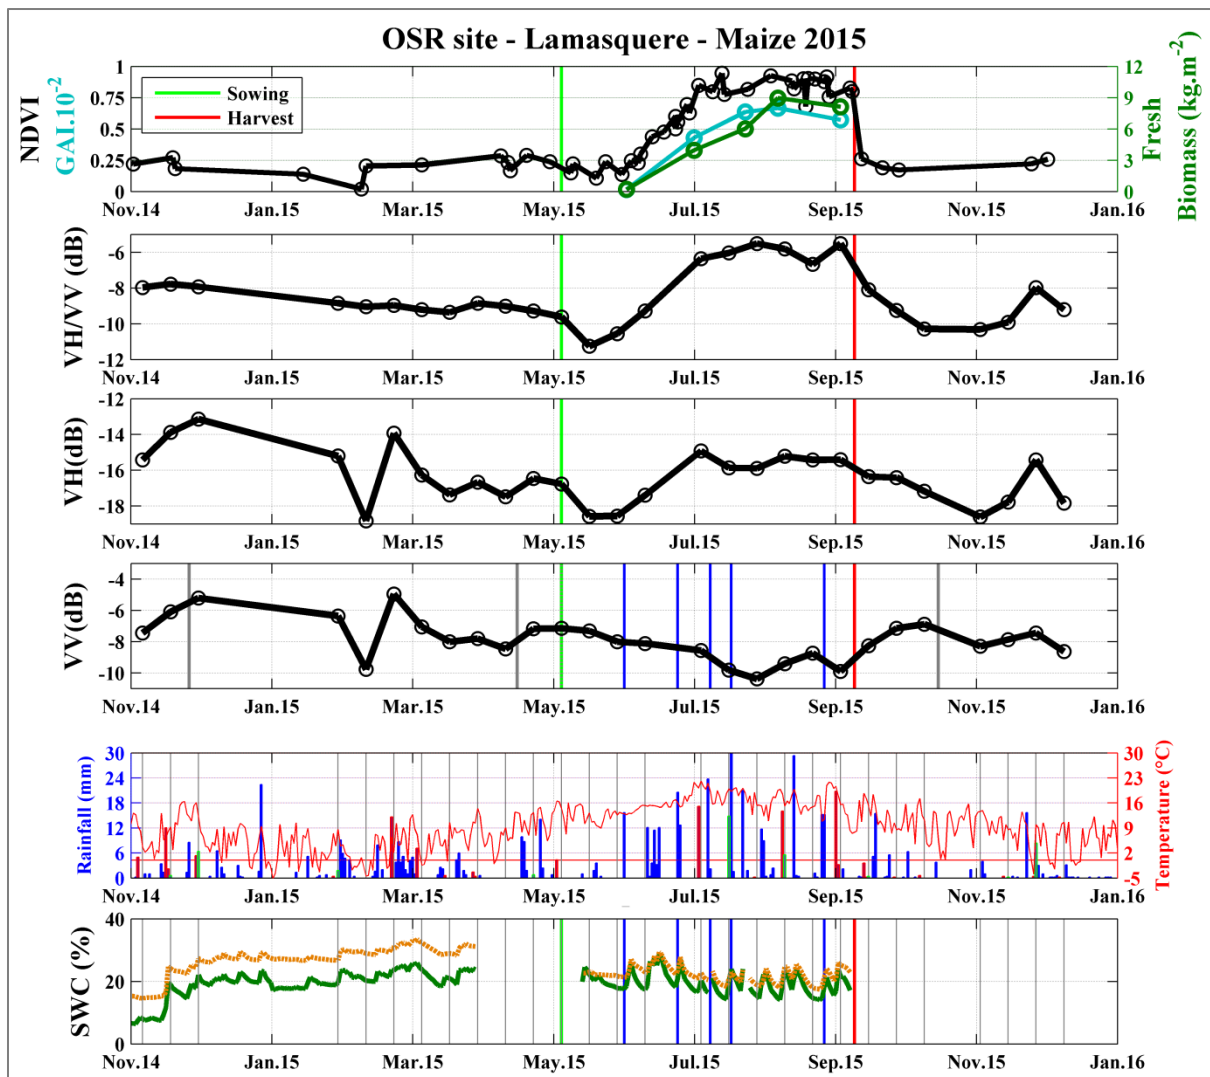 OSR site - Lamasquere - Maize 2015
NDVI
GAI.10-2
1
0.75
0.5
0.25
0
Sowing
Harvest
12
9
6
3
0
Fresh
Biomass (kg.m-2)
Nov.14 Jan.15 Mar.15 May.15 Jul.15 Sep.15 Nov.15 Jan.16
VH/VV (dB)
-6
-8
-10
-12
Nov.14 Jan.15 Mar.15 May.15 Jul.15 Sep.15 Nov.15 Jan.16
VH(dB)
-12
-14
-16
-18
Nov.14 Jan.15 Mar.15 May.15 Jul.15 Sep.15 Nov.15 Jan.16
VV(dB)
-4
-6
-8
-10
Nov.14 Jan.15 Mar.15 May.15 Jul.15 Sep.15 Nov.15 Jan.16
Rainfall (mm)
30
24
18
12
6
0
30
23
16
9
2
-5
Temperature (°C)
Nov.14 Jan.15 Mar.15 May.15 Jul.15 Sep.15 Nov.15 Jan.16
SWC (%)
40
20
0
Nov.14 Jan.15 Mar.15 May.15 Jul.15 Sep.15 Nov.15 Jan.16